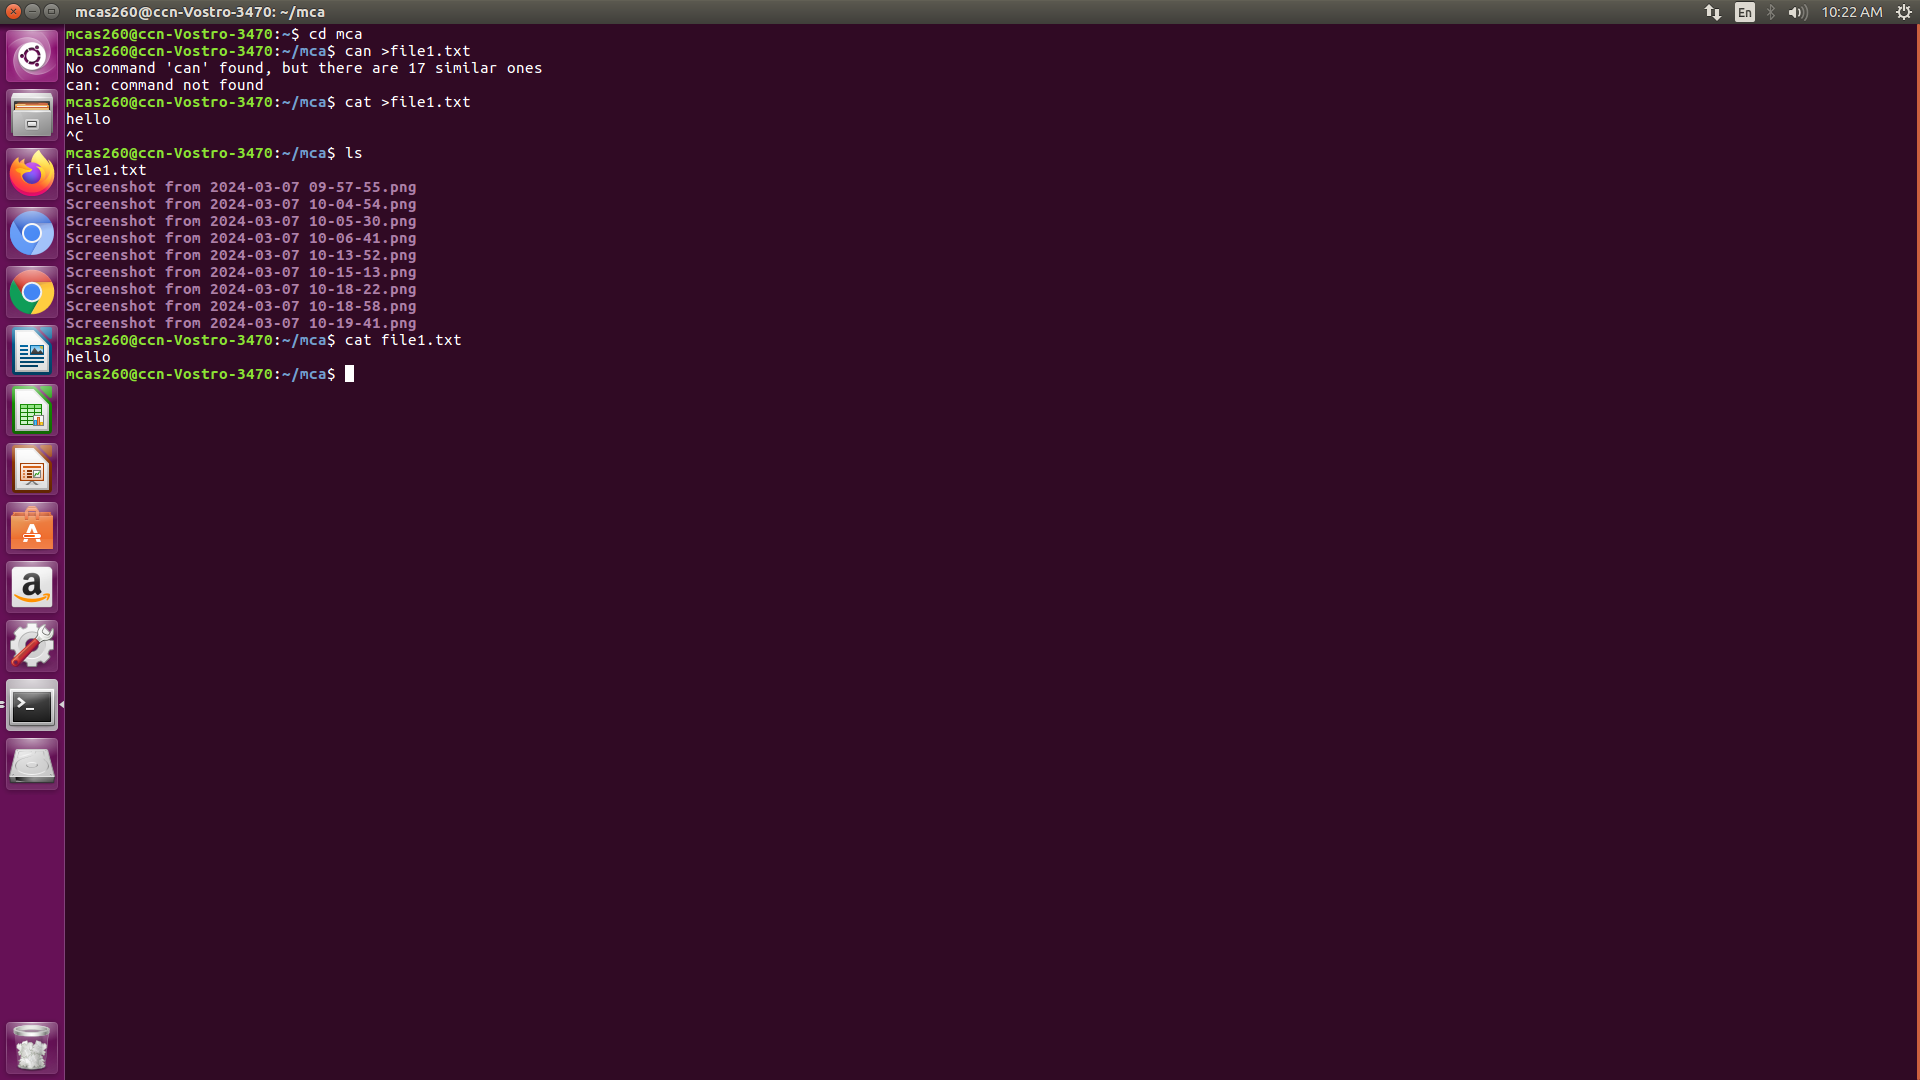 mcas260@ccn-Vostro-3470: ~/mca
En
10:22 AM
mcas260@ccn-Vostro-3470:~$ cd mca
mcas260@ccn-Vostro-3470:~/mca$ can >file1.txt
No command 'can' found, but there are 17 similar ones
can: command not found
mcas260@ccn-Vostro-3470:~/mca$ cat >file1.txt
hello
^C
mcas260@ccn-Vostro-3470:~/mca$ ls
file1.txt
Screenshot from 2024-03-07 09-57-55.png
Screenshot from 2024-03-07 10-04-54.png
Screenshot from 2024-03-07 10-05-30.png
Screenshot from 2024-03-07 10-06-41.png
Screenshot from 2024-03-07 10-13-52.png
Screenshot from 2024-03-07 10-15-13.png
Screenshot from 2024-03-07 10-18-22.png
Screenshot from 2024-03-07 10-18-58.png
Screenshot from 2024-03-07 10-19-41.png
mcas260@ccn-Vostro-3470:~/mca$ cat file1.txt
hello
mcas260@ccn-Vostro-3470:~/mca$